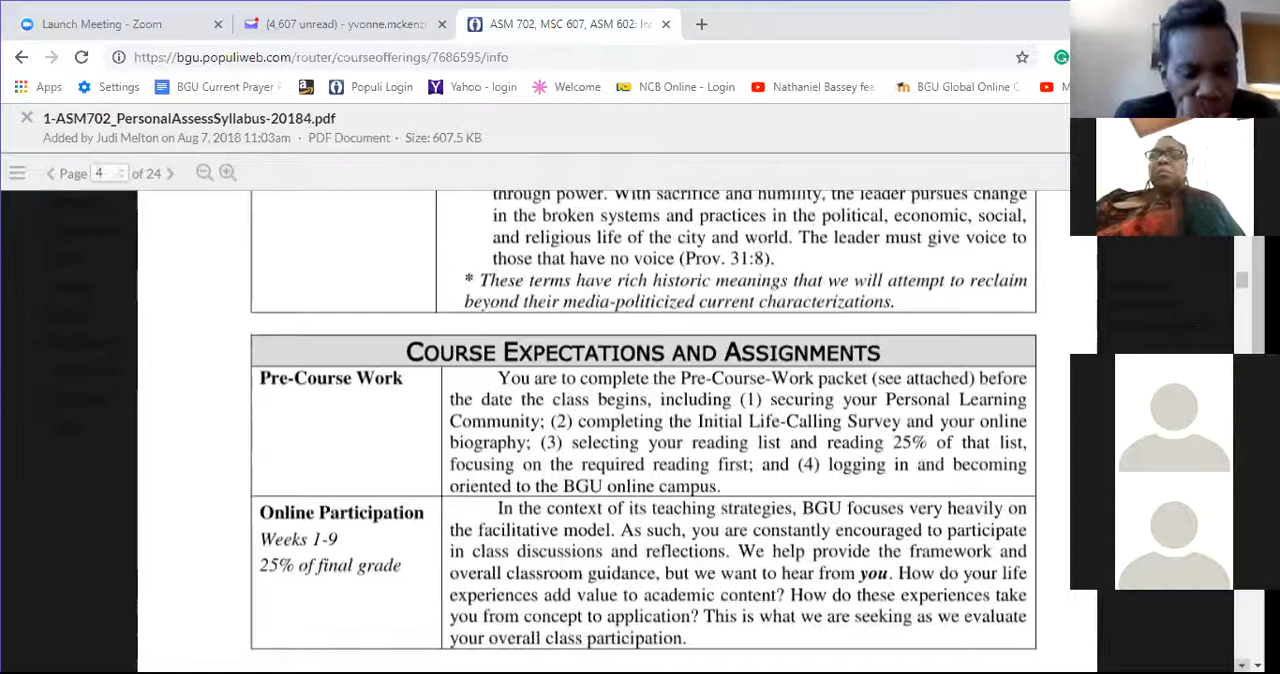 Launch Meeting - Zoom
(4,607 unread) - yvonne.mckenz
ASM 702, MSC 607, ASM 602: Int
https://bgu.populiweb.com/router/courseofferings/7686595/info
Apps
Settings
BGU Current Prayer
Populi Login
Yahoo - login
Welcome
NCB Online - Login
Nathaniel Bassey fea
BGU Global Online C
M
1-ASM702_PersonalAssessSyllabus-20184.pdf
Added by Judi Melton on Aug 7, 2018 11:03am · PDF Document · Size: 607.5 KB
Page 4 of 24
through power. With sacrifice and humility, the leader pursues change
in the broken systems and practices in the political, economic, social,
and religious life of the city and world. The leader must give voice to
those that have no voice (Prov. 31:8).
* These terms have rich historic meanings that we will attempt to reclaim
beyond their media-politicized current characterizations.
COURSE EXPECTATIONS AND ASSIGNMENTS
Pre-Course Work
You are to complete the Pre-Course-Work packet (see attached) before
the date the class begins, including (1) securing your Personal Learning
Community; (2) completing the Initial Life-Calling Survey and your online
biography; (3) selecting your reading list and reading 25% of that list,
focusing on the required reading first; and (4) logging in and becoming
oriented to the BGU online campus.
Online Participation
Weeks 1-9
25% of final grade
In the context of its teaching strategies, BGU focuses very heavily on
the facilitative model. As such, you are constantly encouraged to participate
in class discussions and reflections. We help provide the framework and
overall classroom guidance, but we want to hear from you. How do your life
experiences add value to academic content? How do these experiences take
you from concept to application? This is what we are seeking as we evaluate
your overall class participation.